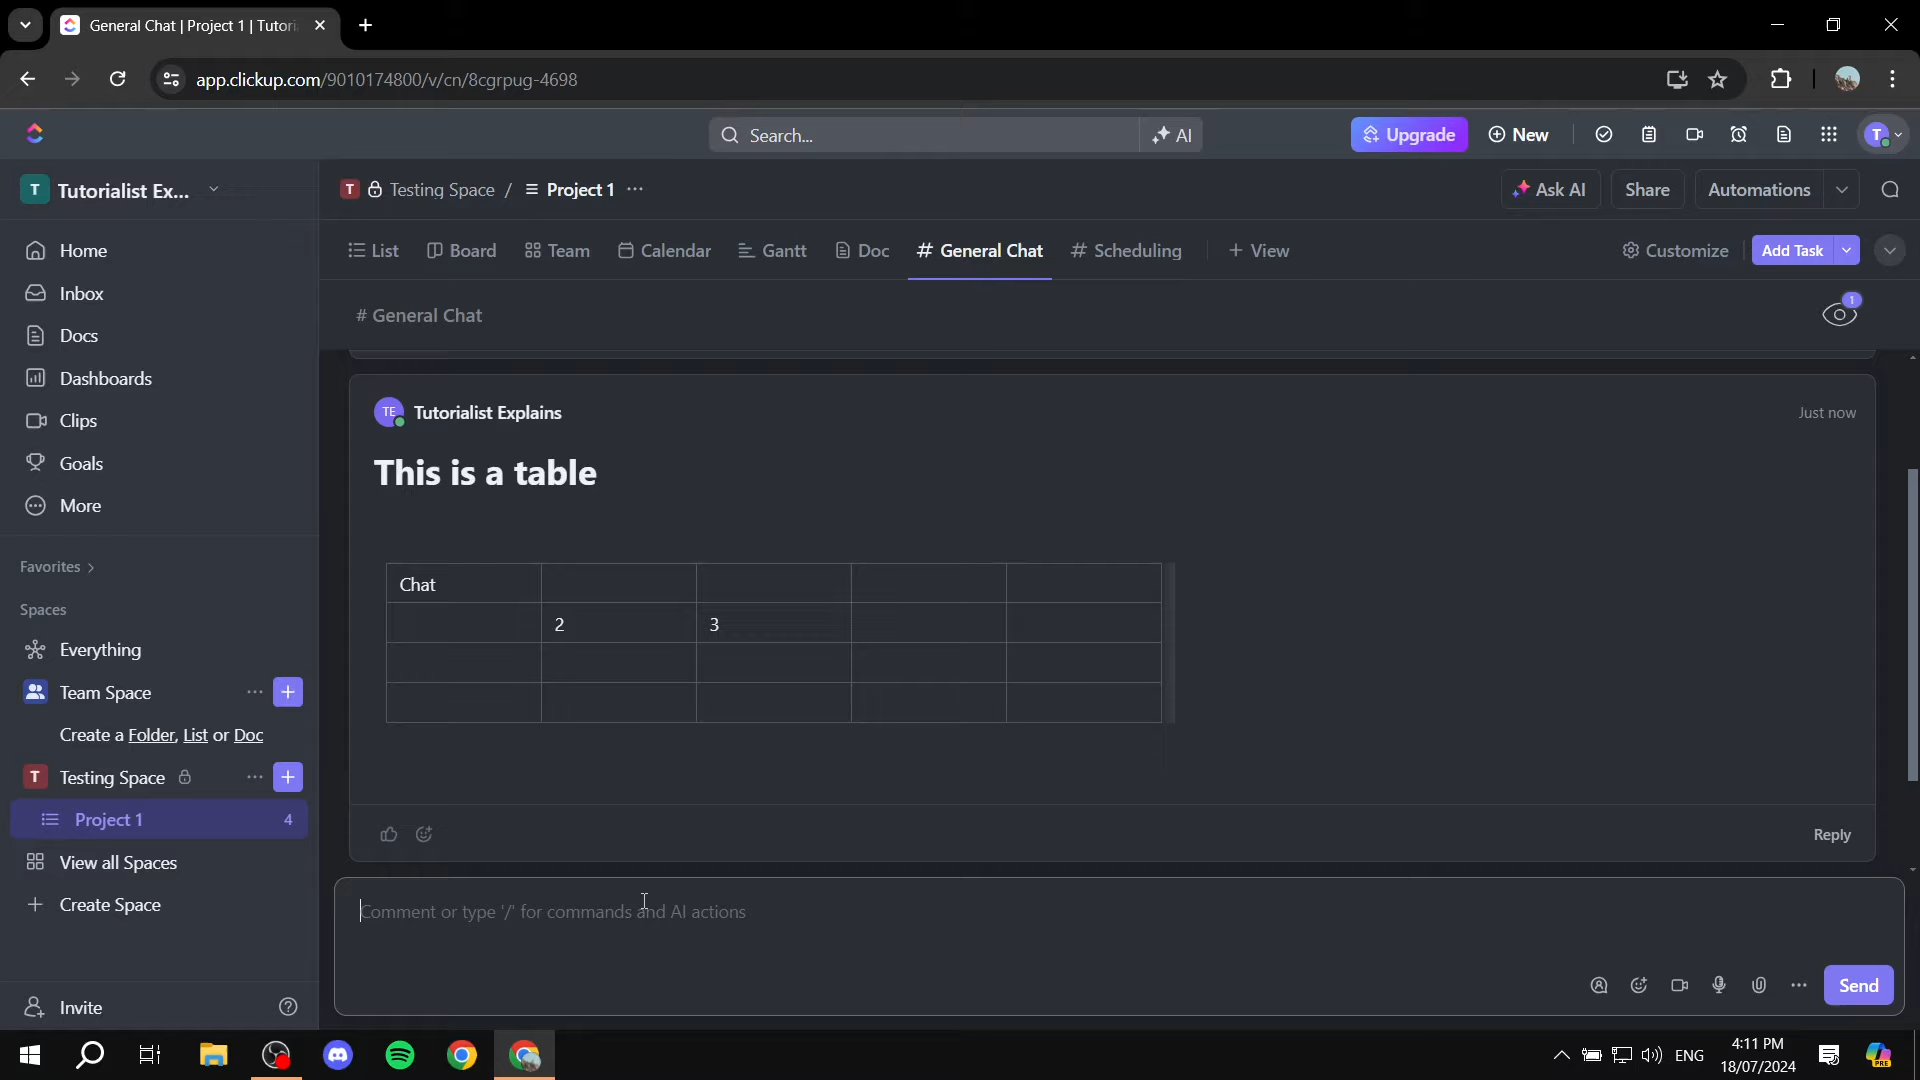 General Chat | Project 1 | Tutori
app.clickup.com/9010174800/v/cn/8cgrpug-4698
Search...
AI
Upgrade
New
T
T Tutorialist Ex...
T Testing Space / Project 1 ...
Ask AI
Share
Automations
Home
Inbox
Docs
Dashboards
Clips
Goals
More
Favorites
Spaces
Everything
Team Space
Create a Folder, List or Doc
T Testing Space
Project 1 4
View all Spaces
Create Space
Invite
List
Board
Team
Calendar
Gantt
Doc
# General Chat
# Scheduling
+ View
Customize
Add Task
# General Chat
1
TE Tutorialist Explains
Just now
This is a table
Chat
2 3
Reply
Comment or type '/' for commands and AI actions
Send
ENG
4:11 PM
18/07/2024
PRE